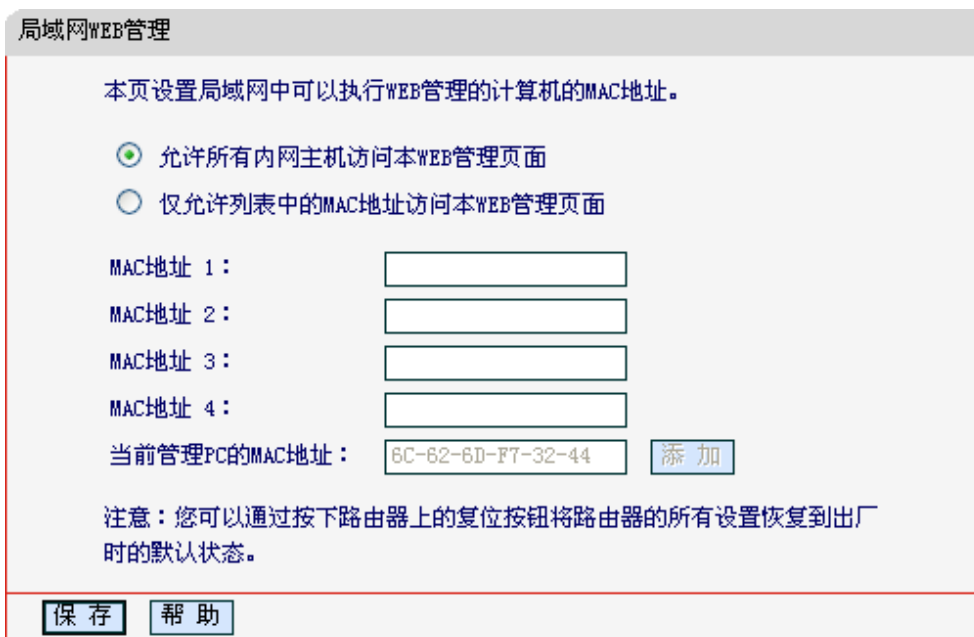 局域网WEB管理
本页设置局域网中可以执行WEB管理的计算机的MAC地址。
允许所有内网主机访问本WEB管理页面
仅允许列表中的MAC地址访问本WEB管理页面
MAC地址 1：
MAC地址 2：
MAC地址 3：
MAC地址 4：
当前管理PC的MAC地址： 6C-62-6D-F7-32-44 添 加
注意：您可以通过按下路由器上的复位按钮将路由器的所有设置恢复到出厂
时的默认状态。
保 存 帮 助